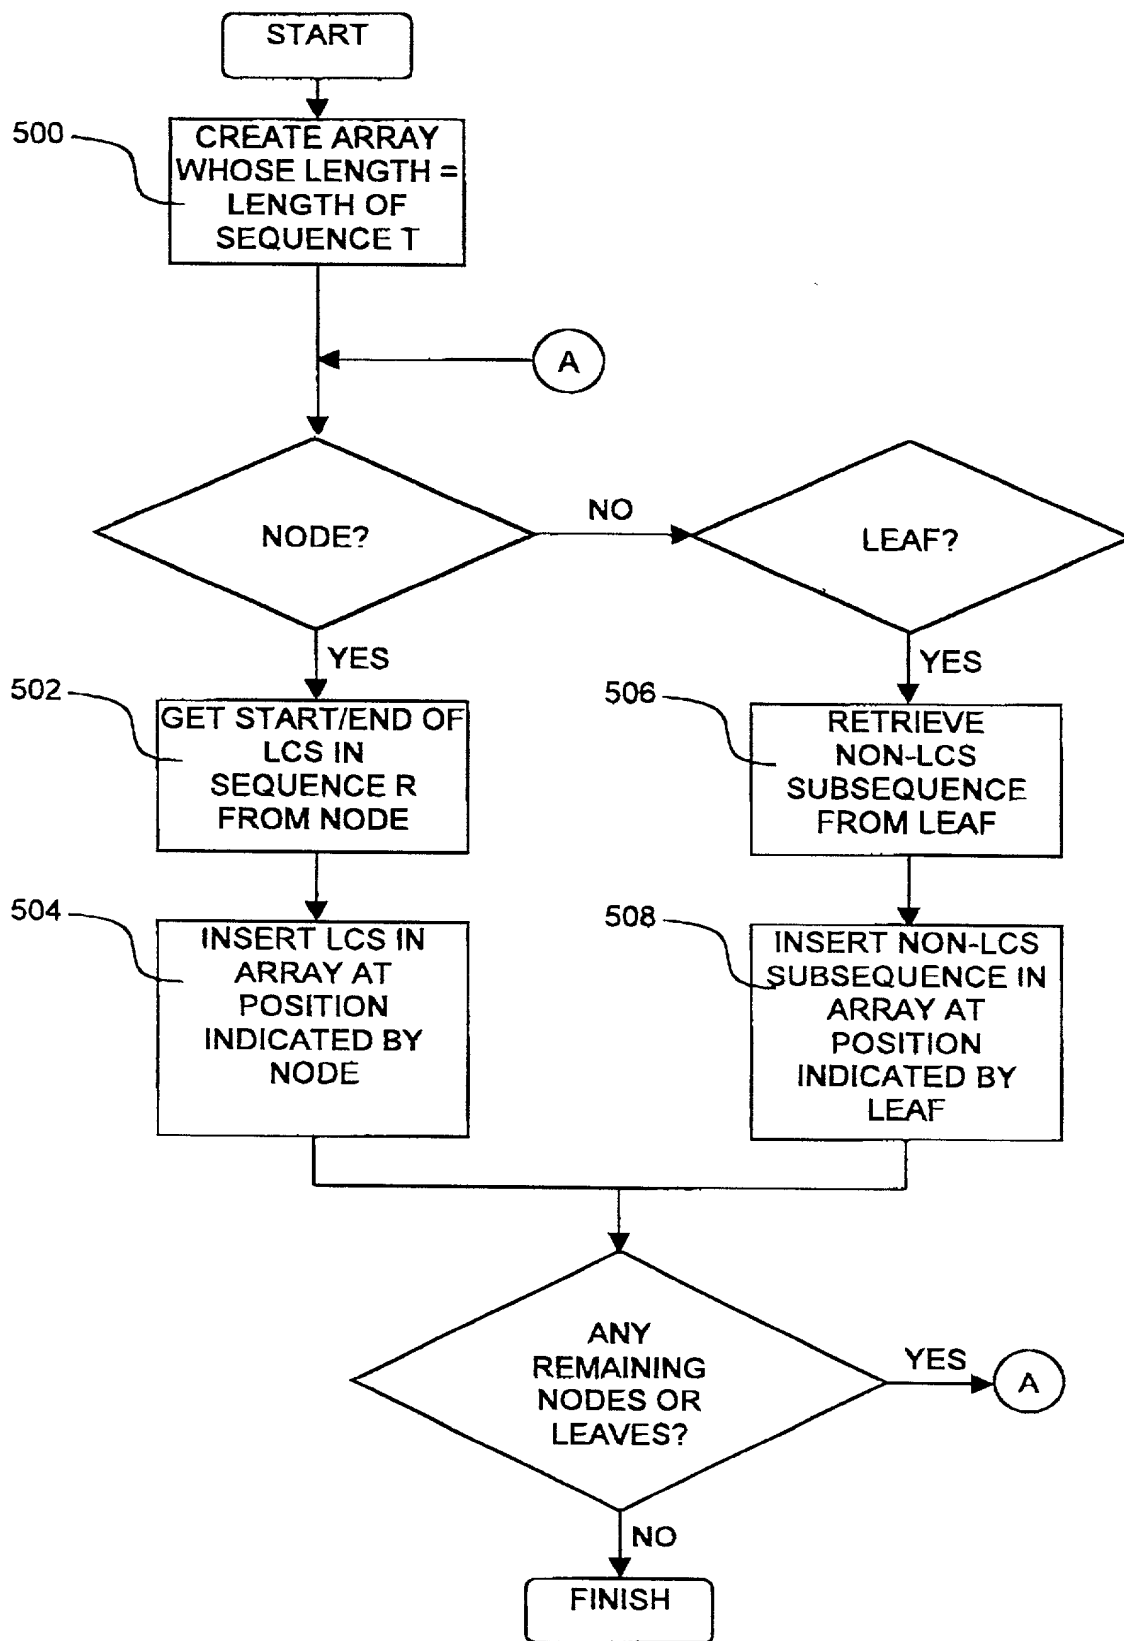 START
500
CREATE ARRAY
WHOSE LENGTH =
LENGTH OF
SEQUENCE T
A
NODE?
NO
LEAF?
YES
YES
502
GET START/END OF
LCS IN
SEQUENCE R
FROM NODE
506
RETRIEVE
NON-LCS
SUBSEQUENCE
FROM LEAF
504
INSERT LCS IN
ARRAY AT
POSITION
INDICATED BY
NODE
508
INSERT NON-LCS
SUBSEQUENCE IN
ARRAY AT
POSITION
INDICATED BY
LEAF
ANY
REMAINING
NODES OR
LEAVES?
YES
A
NO
FINISH